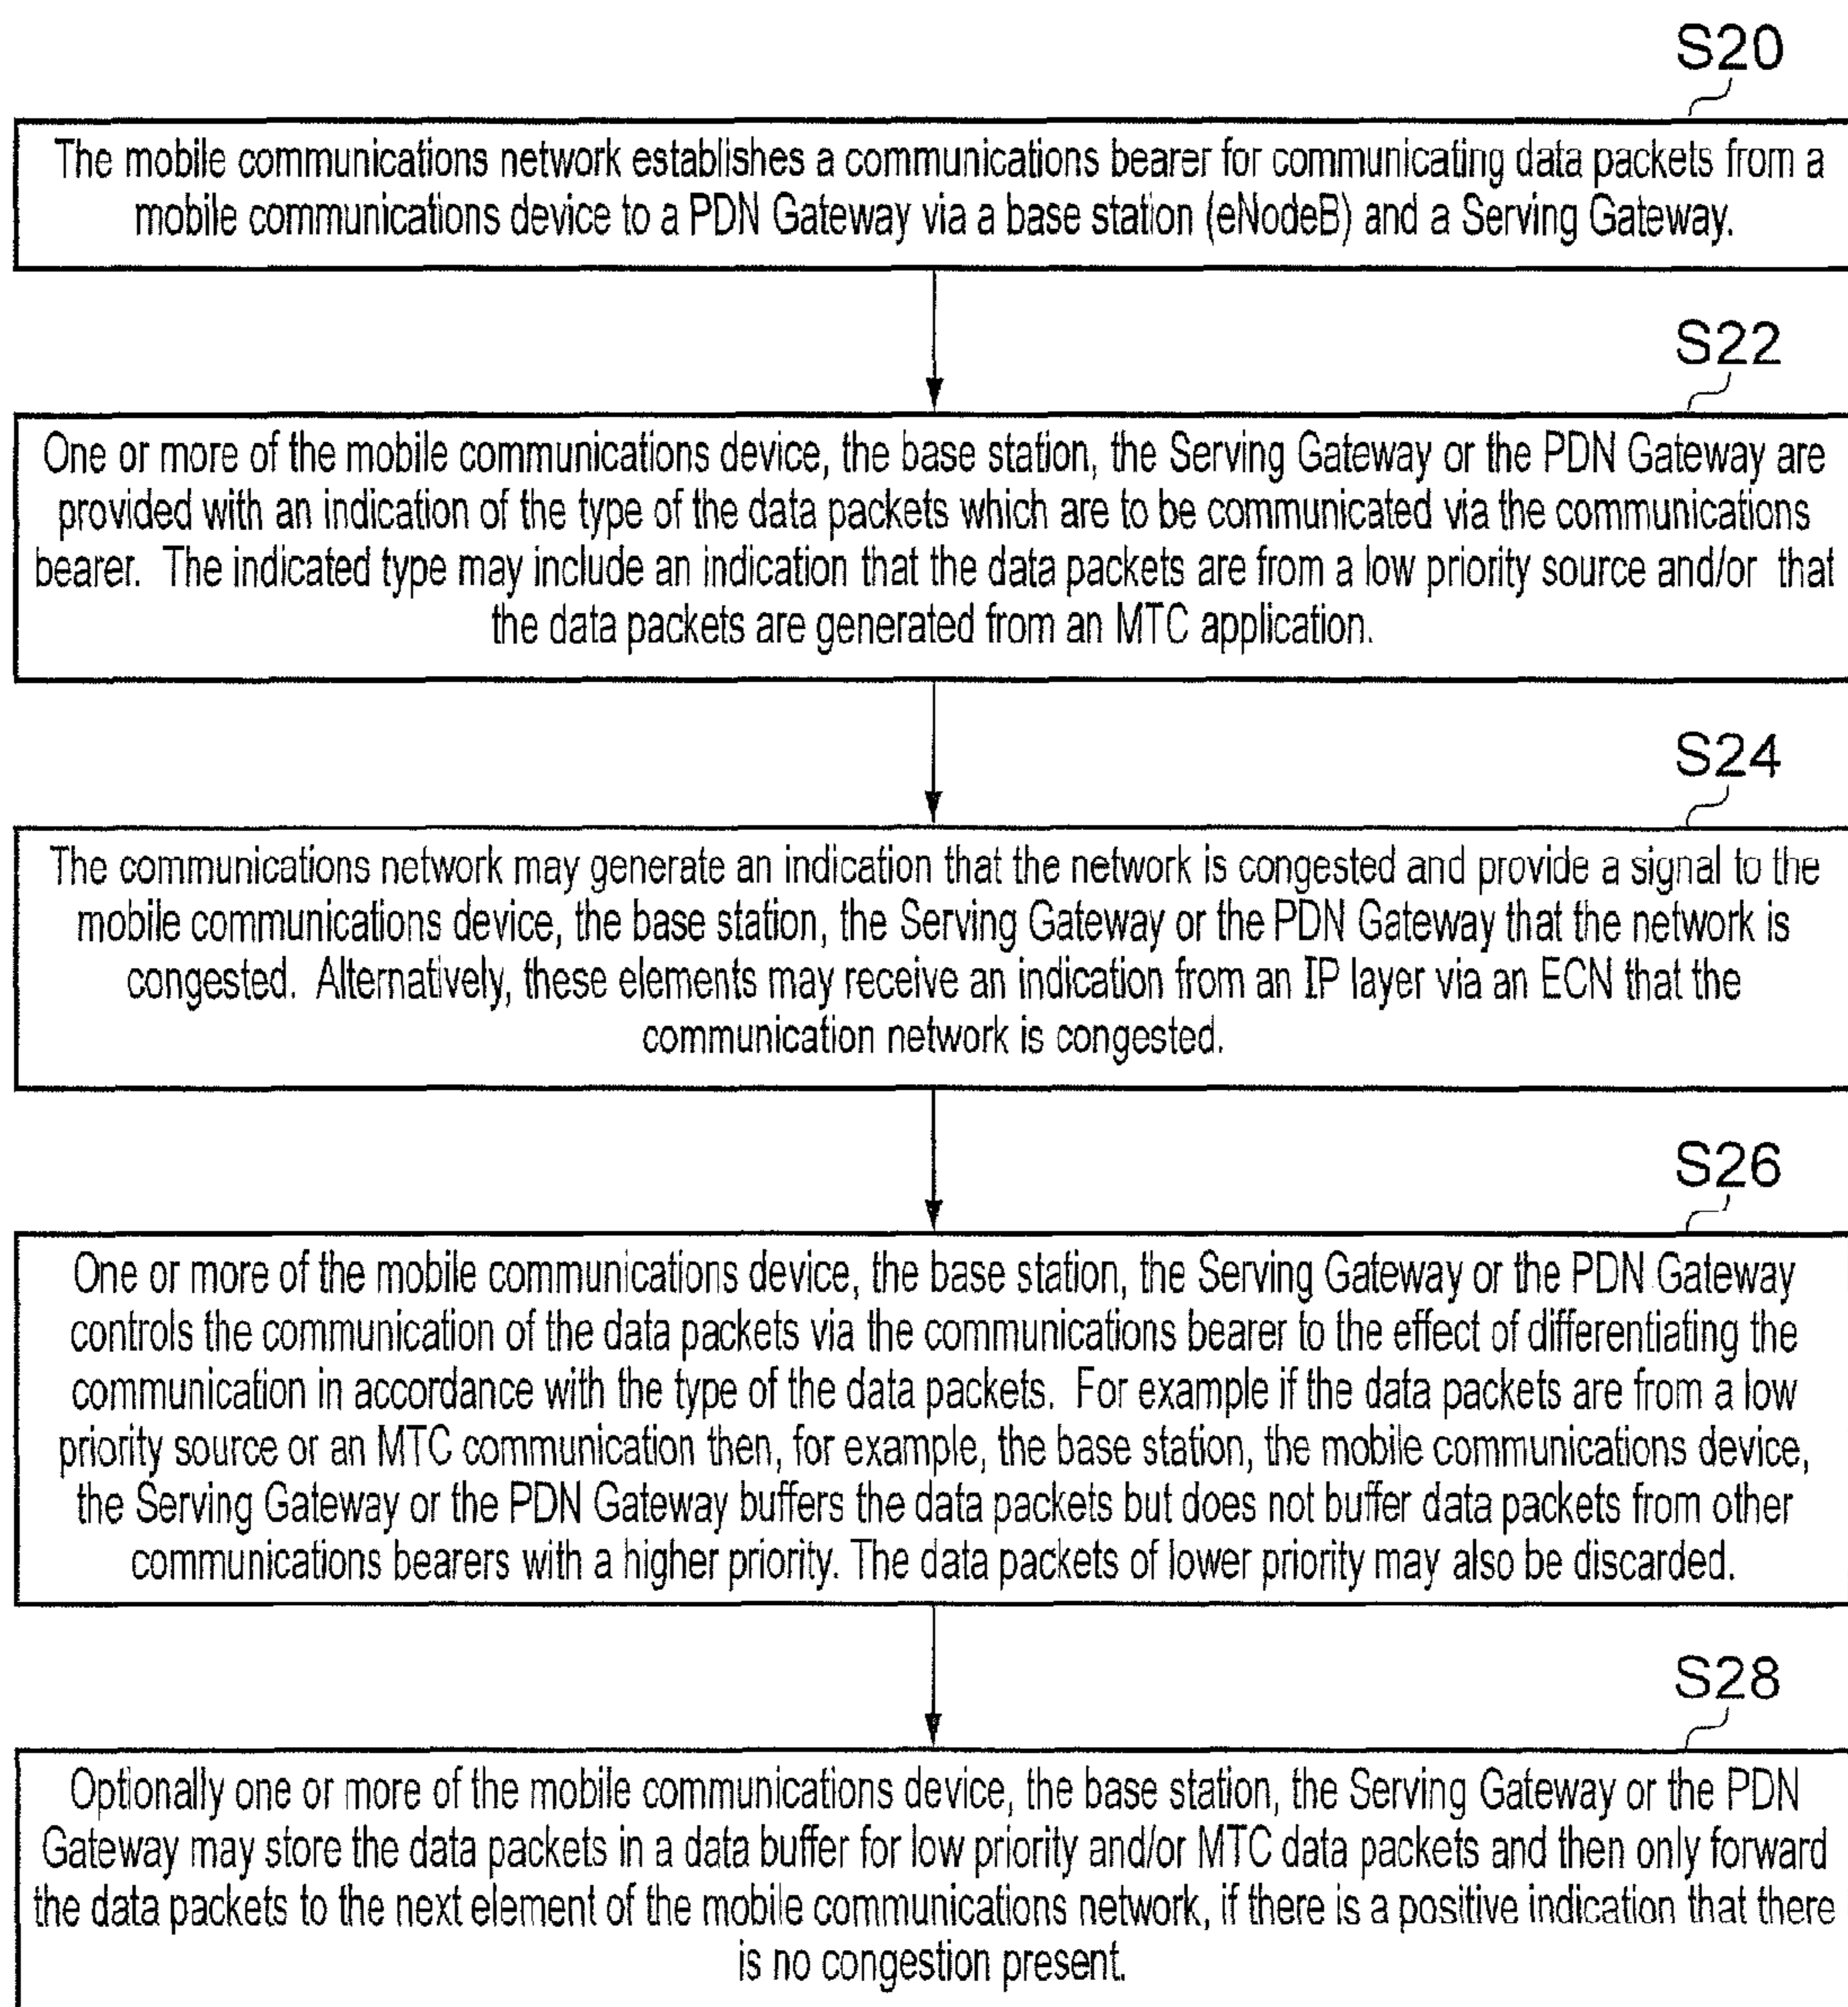 S20
The mobile communications network establishes a communications bearer for communicating data packets from a
mobile communications device to a PDN Gateway via a base station (eNodeB) and a Serving Gateway.
S22
One or more of the mobile communications device, the base station, the Serving Gateway or the PDN Gateway are
provided with an indication of the type of the data packets which are to be communicated via the communications
bearer. The indicated type may include an indication that the data packets are from a low priority source and/or that
the data packets are generated from an MTC application.
S24
The communications network may generate an indication that the network is congested and provide a signal to the
mobile communications device, the base station, the Serving Gateway or the PDN Gateway that the network is
congested. Alternatively, these elements may receive an indication from an IP layer via an ECN that the
communication network is congested.
S26
One or more of the mobile communications device, the base station, the Serving Gateway or the PDN Gateway
controls the communication of the data packets via the communications bearer to the effect of differentiating the
communication in accordance with the type of the data packets. For example if the data packets are from a low
priority source or an MTC communication then, for example, the base station, the mobile communications device,
the Serving Gateway or the PDN Gateway buffers the data packets but does not buffer data packets from other
communications bearers with a higher priority. The data packets of lower priority may also be discarded.
S28
Optionally one or more of the mobile communications device, the base station, the Serving Gateway or the PDN
Gateway may store the data packets in a data buffer for low priority and/or MTC data packets and then only forward
the data packets to the next element of the mobile communications network, if there is a positive indication that there
is no congestion present.